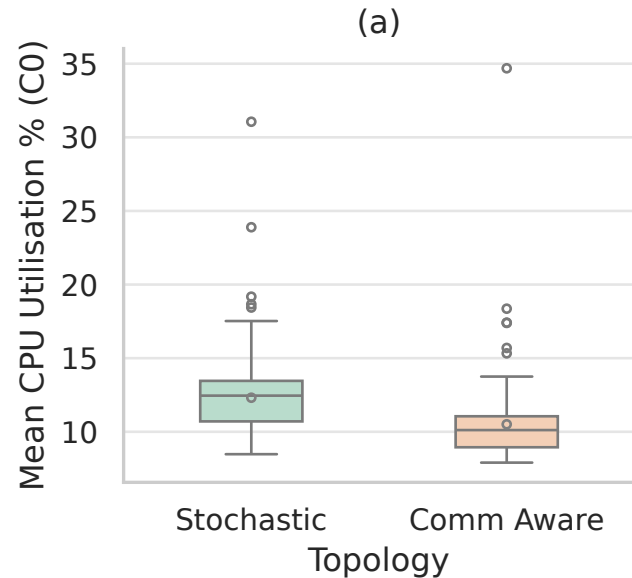 (a)
Mean CPU Utilisation % (C0)
35
30
25
20
15
10
Stochastic
Comm Aware
Topology